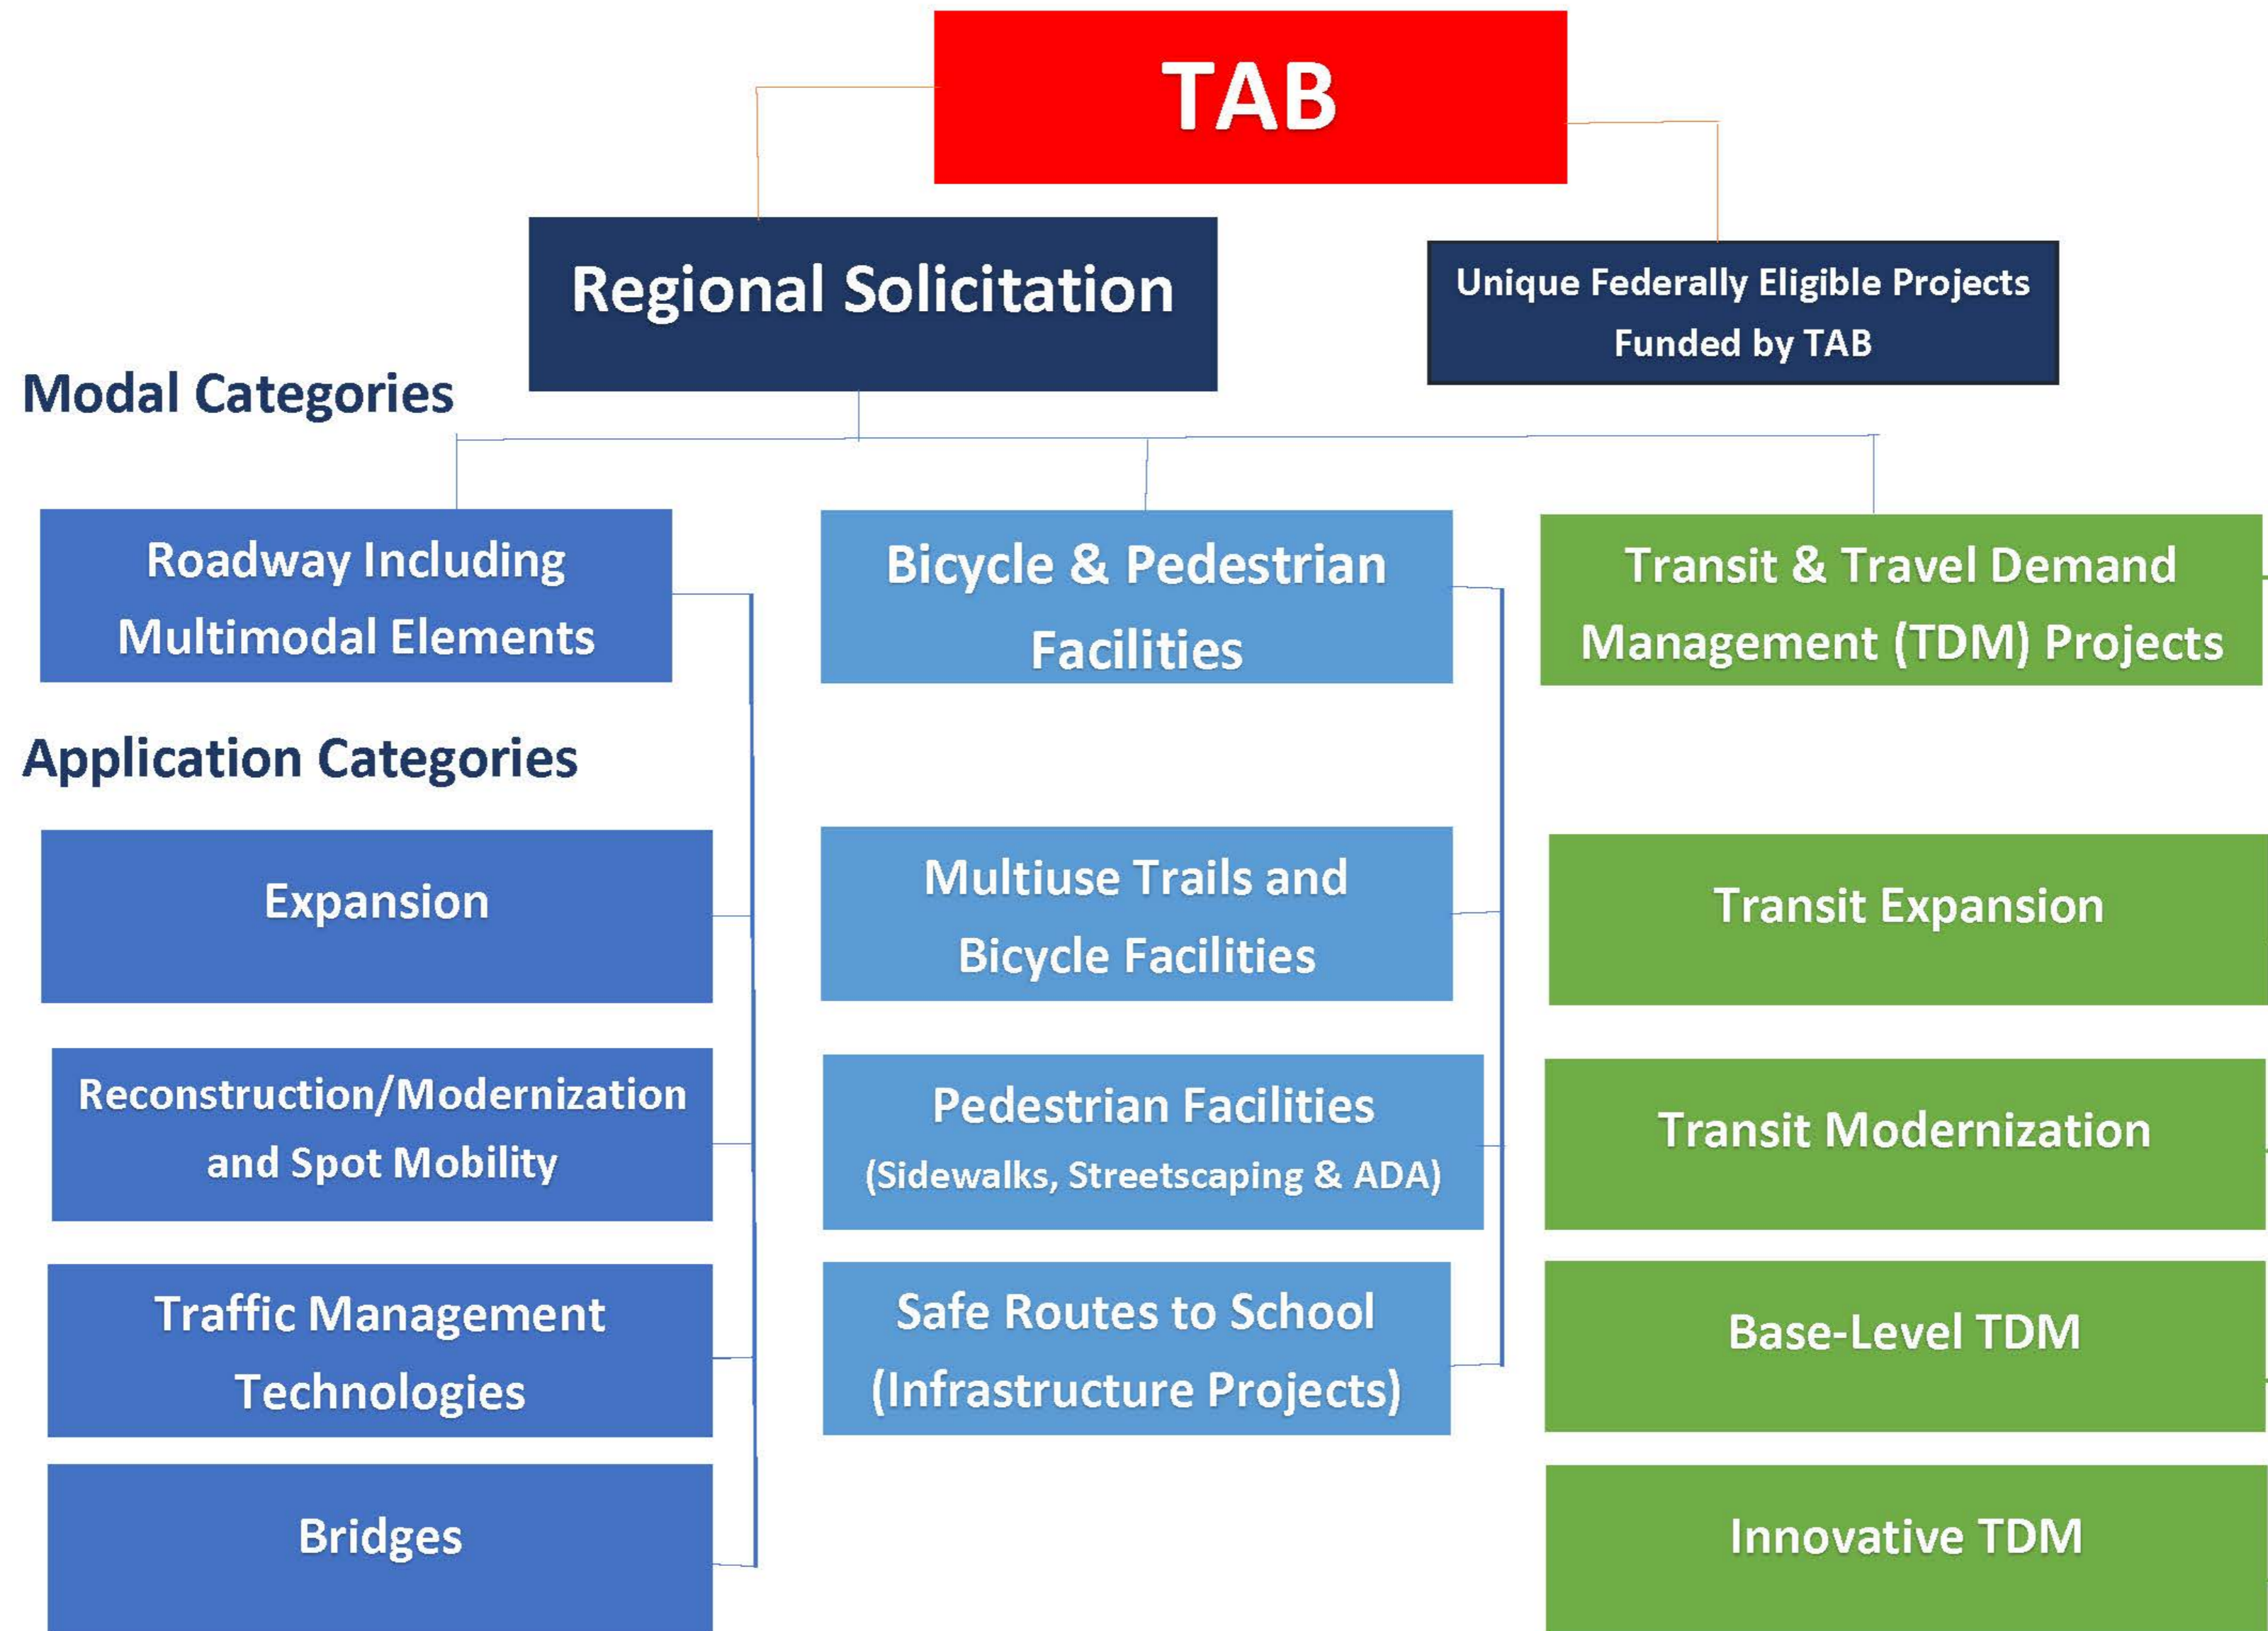 TAB
Regional Solicitation
Unique Federally Eligible Projects
Funded by TAB
Modal Categories
Roadway Including
Multimodal Elements
Bicycle & Pedestrian
Facilities
Transit & Travel Demand
Management (TDM) Projects
Application Categories
Expansion
Multiuse Trails and
Bicycle Facilities
Transit Expansion
Reconstruction/Modernization
and Spot Mobility
Pedestrian Facilities
(Sidewalks, Streetscaping & ADA)
Transit Modernization
Traffic Management
Technologies
Safe Routes to School
(Infrastructure Projects)
Base-Level TDM
Bridges
Innovative TDM